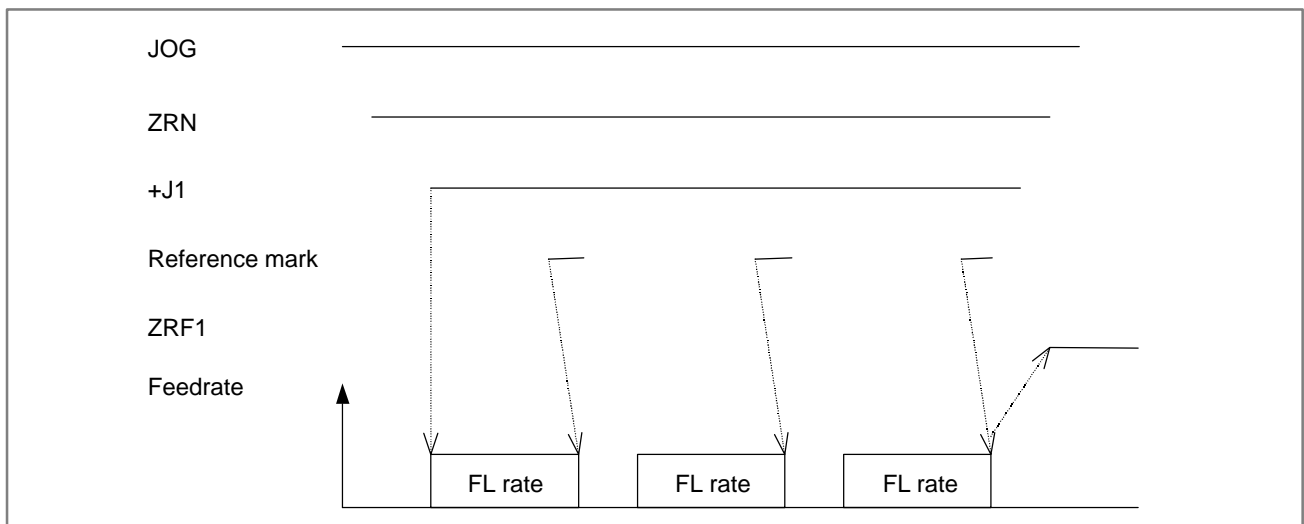 JOG
ZRN
+J1
Reference mark
ZRF1
Feedrate
FL rate FL rate FL rate